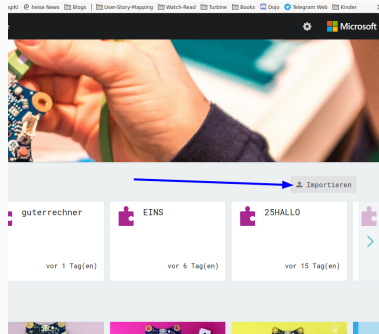 heise News Blogs User-Story-Mapping Watch-Read Turbine Books Dojo Telegram Web Kinder
Microsoft
Importieren
guterrechner EINS 25HALLO
vor 1 Tag(en) vor 6 Tag(en) vor 15 Tag(en)